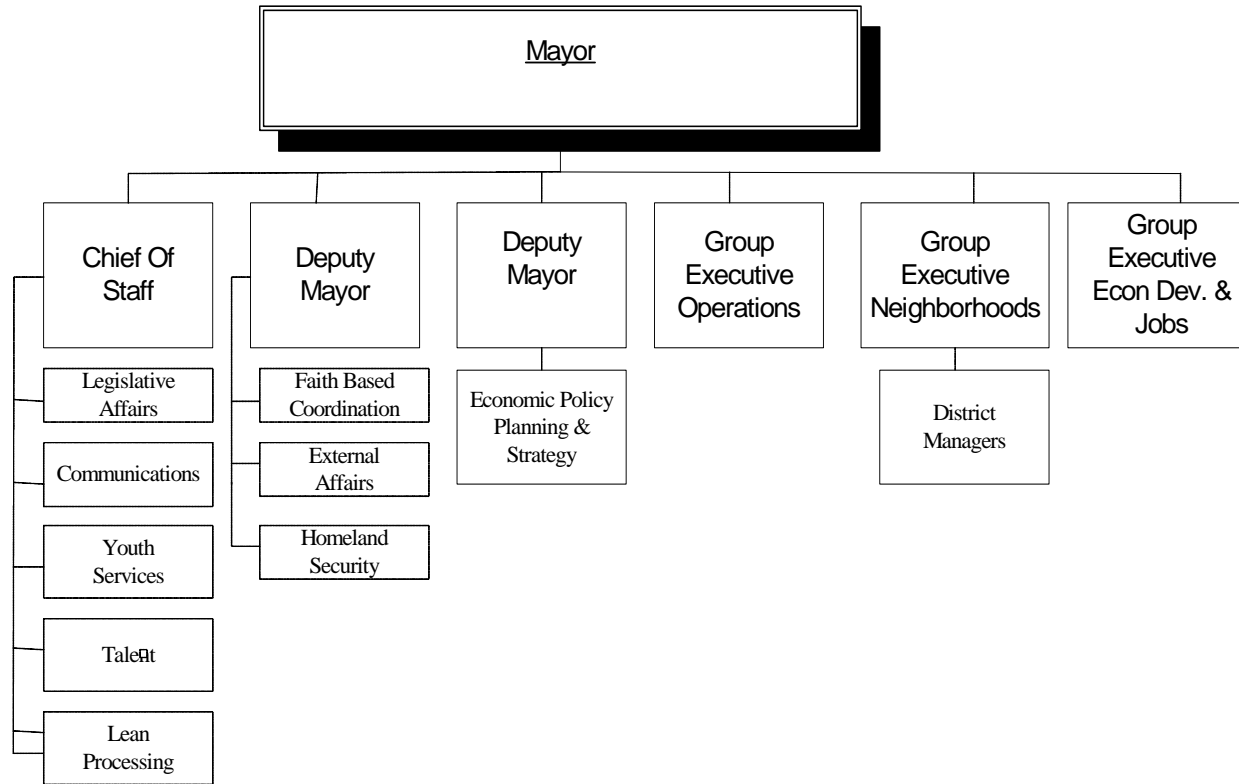 Mayor
Chief Of
Staff
Deputy
Mayor
Deputy
Mayor
Group
Executive
Operations
Group
Executive
Neighborhoods
Group
Executive
Econ Dev. &
Jobs
Legislative
Affairs
Communications
Youth
Services
Talent
Lean
Processing
Faith Based
Coordination
External
Affairs
Homeland
Security
Economic Policy
Planning &
Strategy
District
Managers